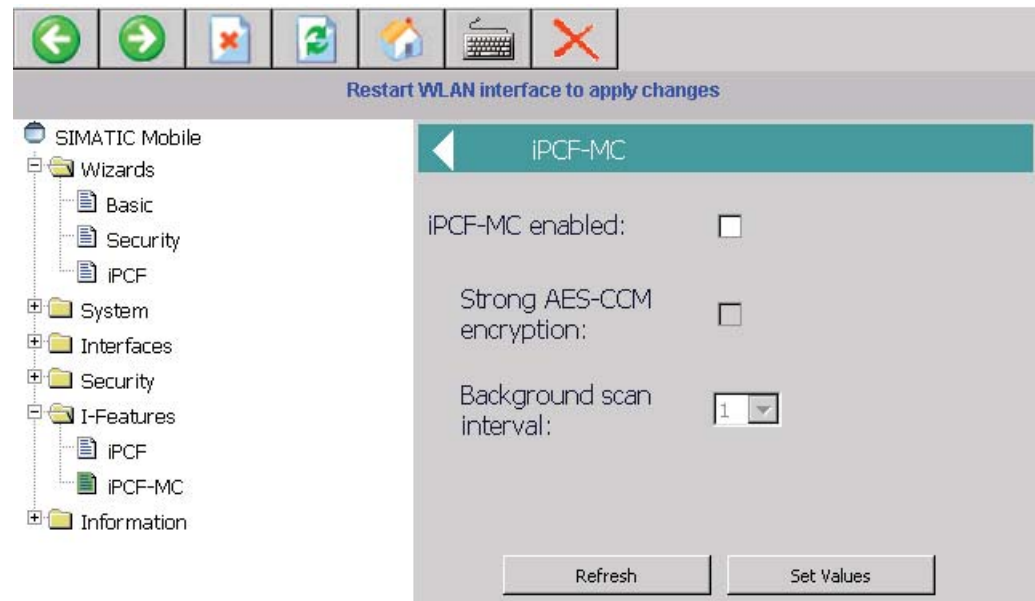 Restart WLAN interface to apply changes
SIMATIC Mobile
Wizards
Basic
Security
iPCF
System
Interfaces
Security
I-Features
iPCF
iPCF-MC
Information
iPCF-MC
iPCF-MC enabled:
Strong AES-CCM
encryption:
Background scan
interval:
1
Refresh
Set Values